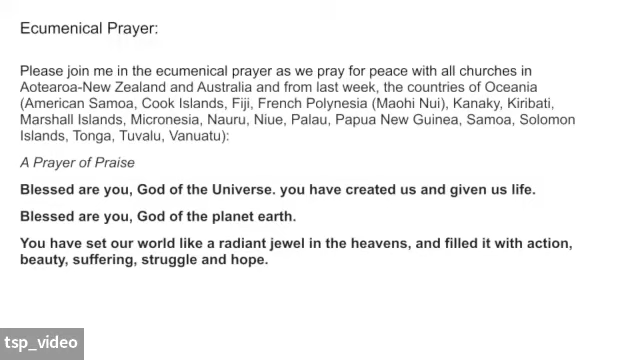 Ecumenical Prayer:
Please join me in the ecumenical prayer as we pray for peace with all churches in
Aotearoa-New Zealand and Australia and from last week, the countries of Oceania
(American Samoa, Cook Islands, Fiji, French Polynesia (Maohi Nui), Kanaky, Kiribati,
Marshall Islands, Micronesia, Nauru, Niue, Palau, Papua New Guinea, Samoa, Solomon
Islands, Tonga, Tuvalu, Vanuatu):
A Prayer of Praise
Blessed are you, God of the Universe. you have created us and given us life.
Blessed are you, God of the planet earth.
You have set our world like a radiant jewel in the heavens, and filled it with action,
beauty, suffering, struggle and hope.
tsp_video